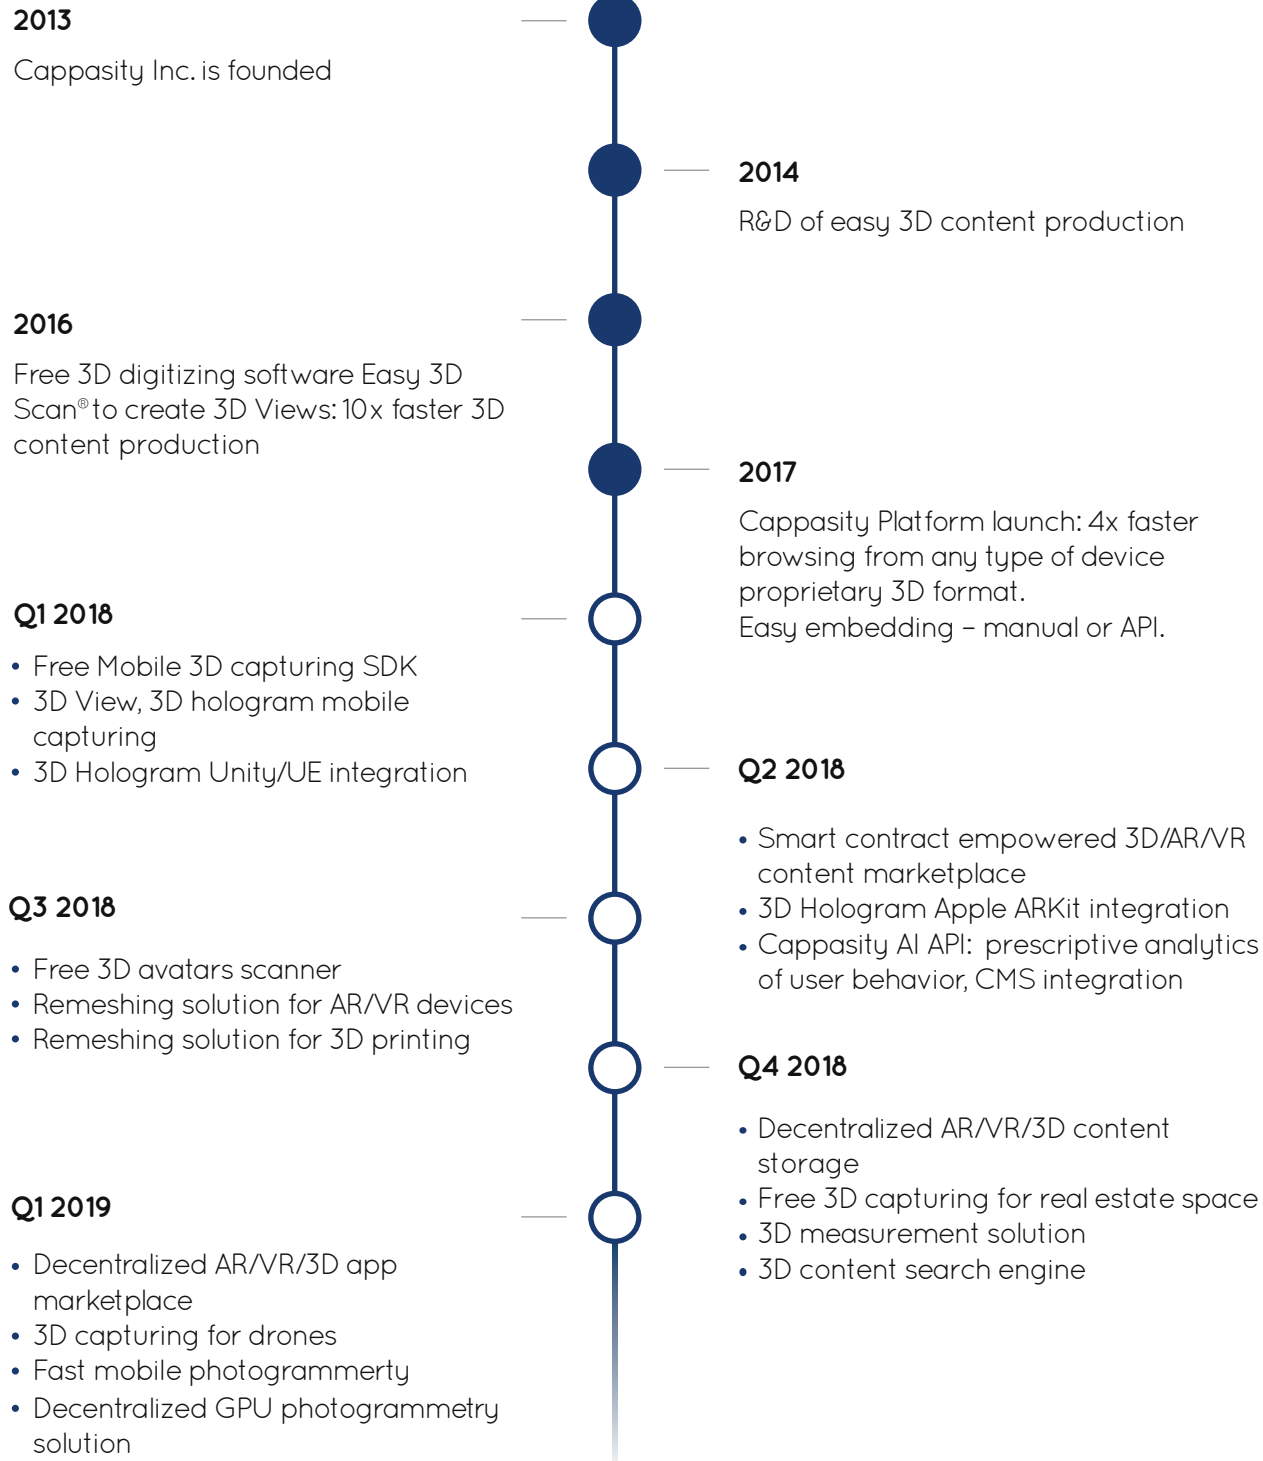 2013
Cappasity Inc. is founded
2014
R&D of easy 3D content production
2016
Free 3D digitizing software Easy 3D
Scan® to create 3D Views: 10x faster 3D
content production
2017
Cappasity Platform launch: 4x faster
browsing from any type of device
proprietary 3D format.
Easy embedding – manual or API.
Q1 2018
• Free Mobile 3D capturing SDK
• 3D View, 3D hologram mobile
capturing
• 3D Hologram Unity/UE integration
Q2 2018
• Smart contract empowered 3D/AR/VR
content marketplace
• 3D Hologram Apple ARKit integration
• Cappasity AI API: prescriptive analytics
of user behavior, CMS integration
Q3 2018
• Free 3D avatars scanner
• Remeshing solution for AR/VR devices
• Remeshing solution for 3D printing
Q4 2018
• Decentralized AR/VR/3D content
storage
• Free 3D capturing for real estate space
• 3D measurement solution
• 3D content search engine
Q1 2019
• Decentralized AR/VR/3D app
marketplace
• 3D capturing for drones
• Fast mobile photogrammerty
• Decentralized GPU photogrammetry
solution